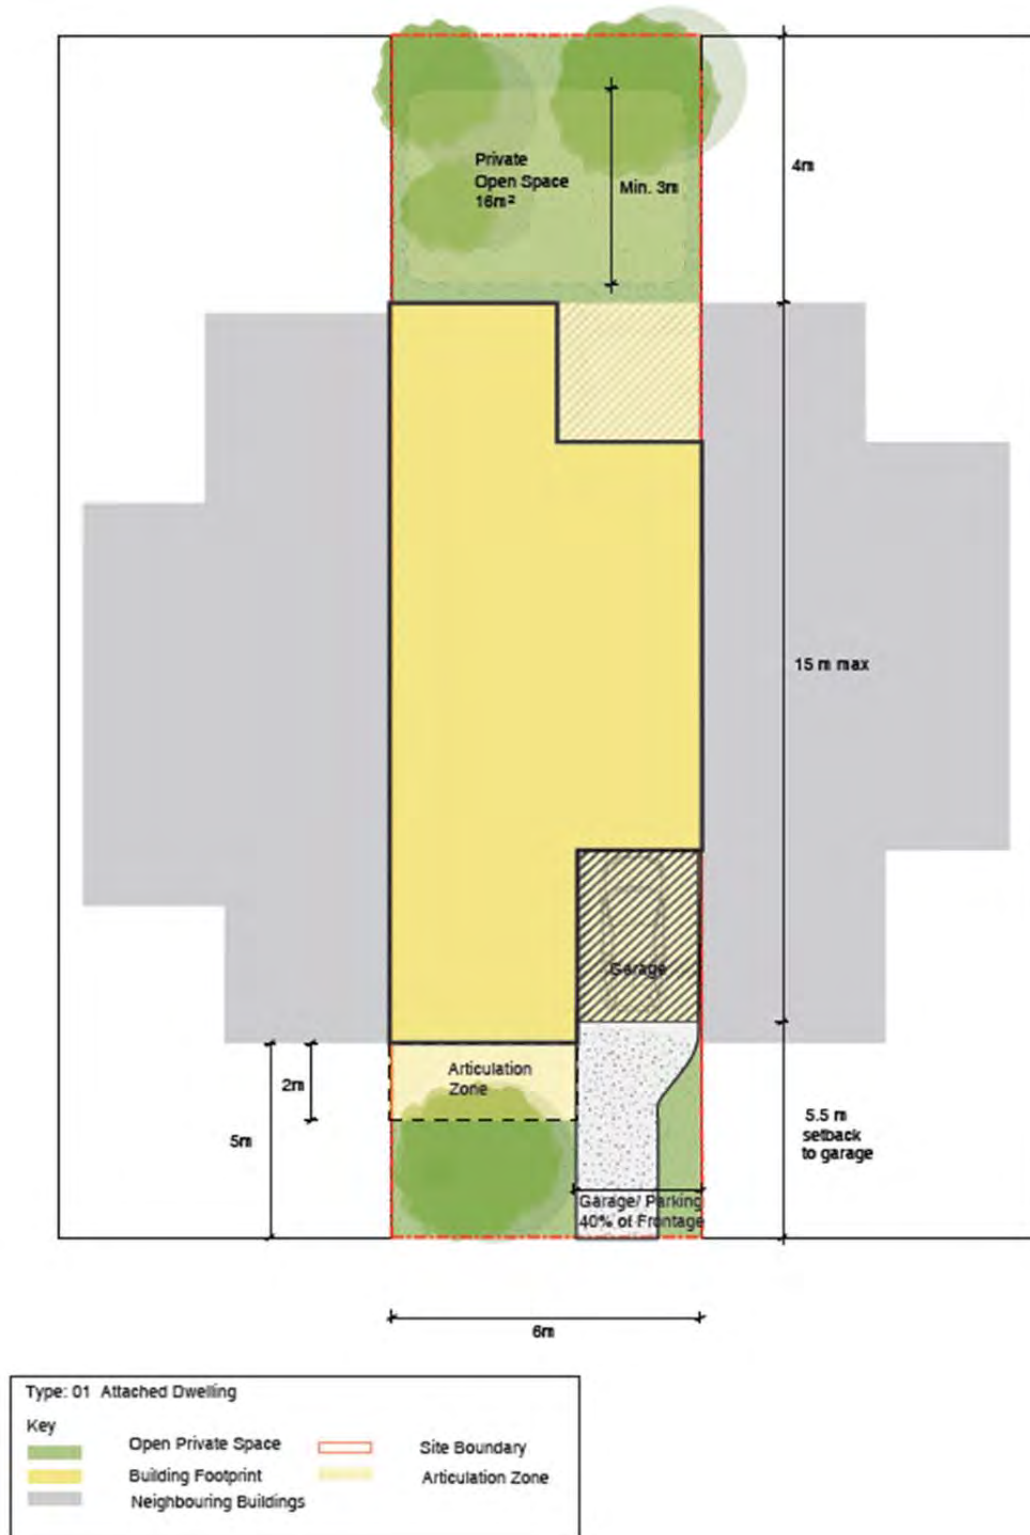 Private
Open Space
16m²
Min. 3m
4m
15 m max
Garage
Articulation
Zone
2m
5m
5.5 m
setback
to garage
Garage/ Parking
40% of Frontage
6m
Type: 01 Attached Dwelling
Key
Open Private Space
Site Boundary
Building Footprint
Articulation Zone
Neighbouring Buildings